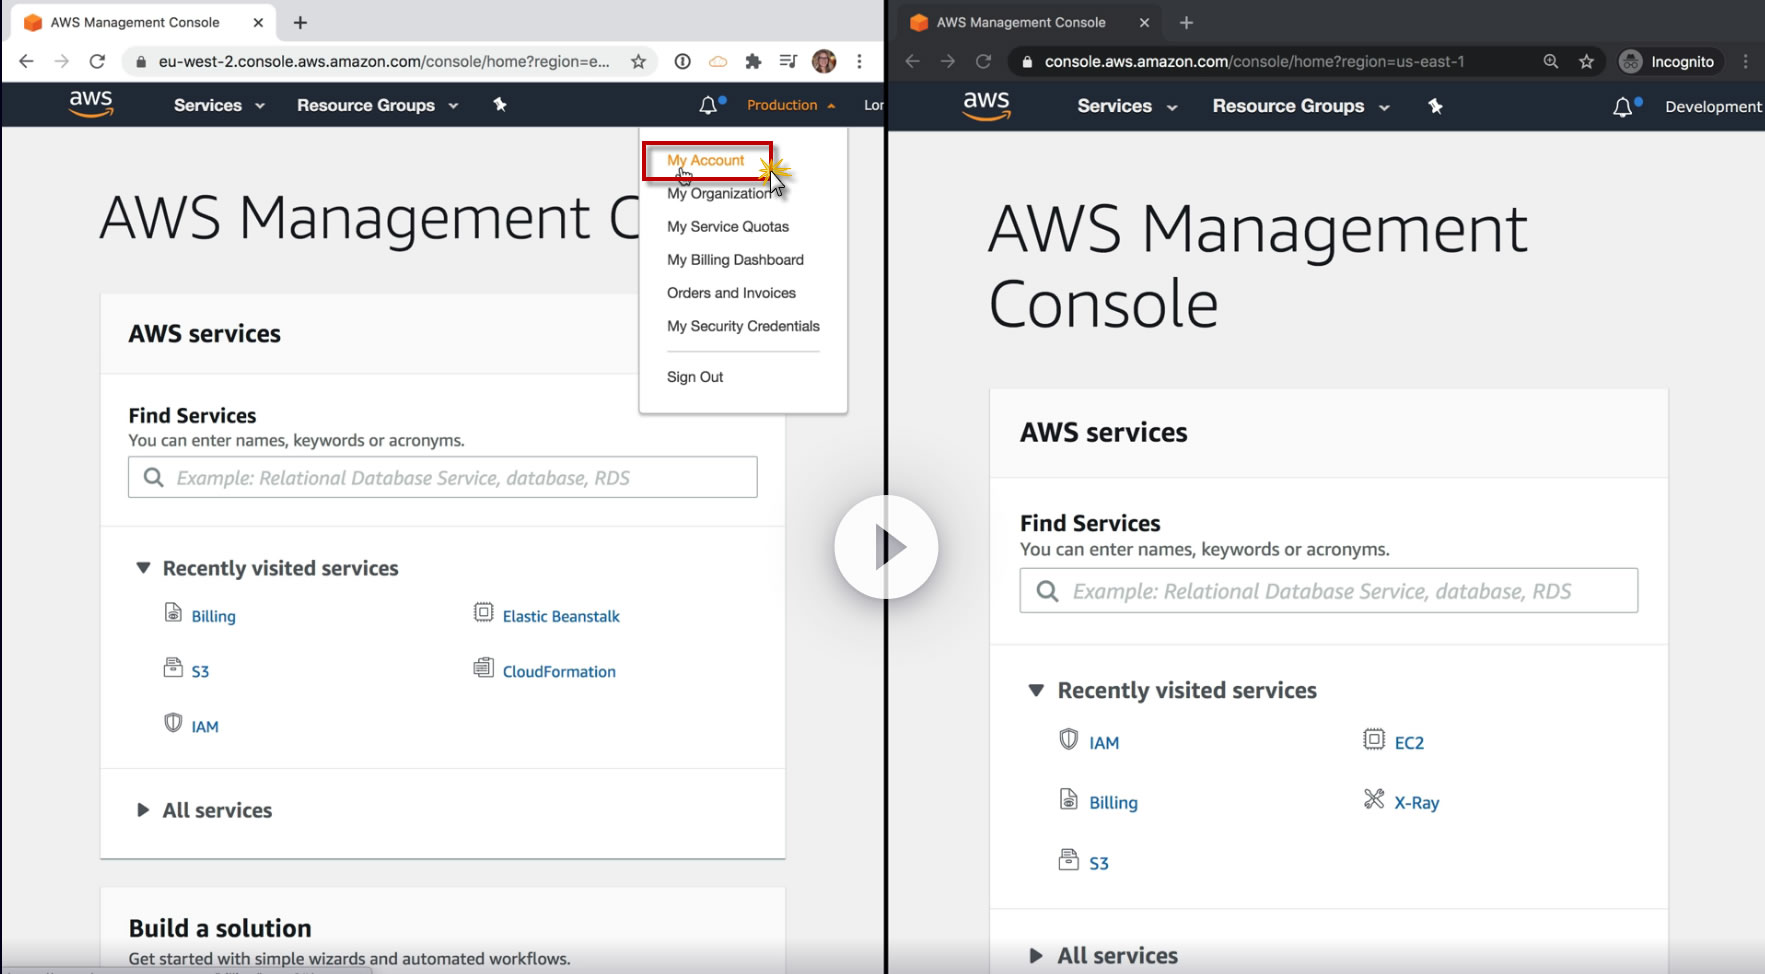 AWS Management Console
eu-west-2.console.aws.amazon.com/console/home?region=e...
aws
Services
Resource Groups
Production
Lon
My Account
My Organization
My Service Quotas
My Billing Dashboard
Orders and Invoices
My Security Credentials
Sign Out
AWS Management C
AWS services
Find Services
You can enter names, keywords or acronyms.
Example: Relational Database Service, database, RDS
Recently visited services
Billing
Elastic Beanstalk
S3
CloudFormation
IAM
All services
Build a solution
Get started with simple wizards and automated workflows.
AWS Management Console
console.aws.amazon.com/console/home?region=us-east-1
Incognito
aws
Services
Resource Groups
Development
AWS Management
Console
AWS services
Find Services
You can enter names, keywords or acronyms.
Example: Relational Database Service, database, RDS
Recently visited services
IAM
EC2
Billing
X-Ray
S3
All services